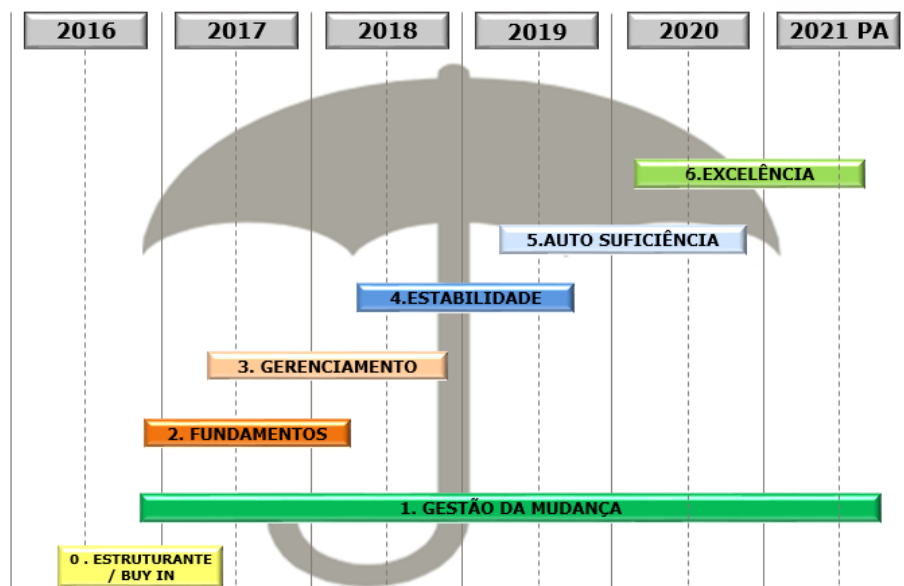 2016
2017
2018
2019
2020
2021 PA
6.EXCELÊNCIA
5.AUTO SUFICIÊNCIA
4.ESTABILIDADE
3. GERENCIAMENTO
2. FUNDAMENTOS
1. GESTÃO DA MUDANÇA
0 . ESTRUTURANTE
/ BUY IN